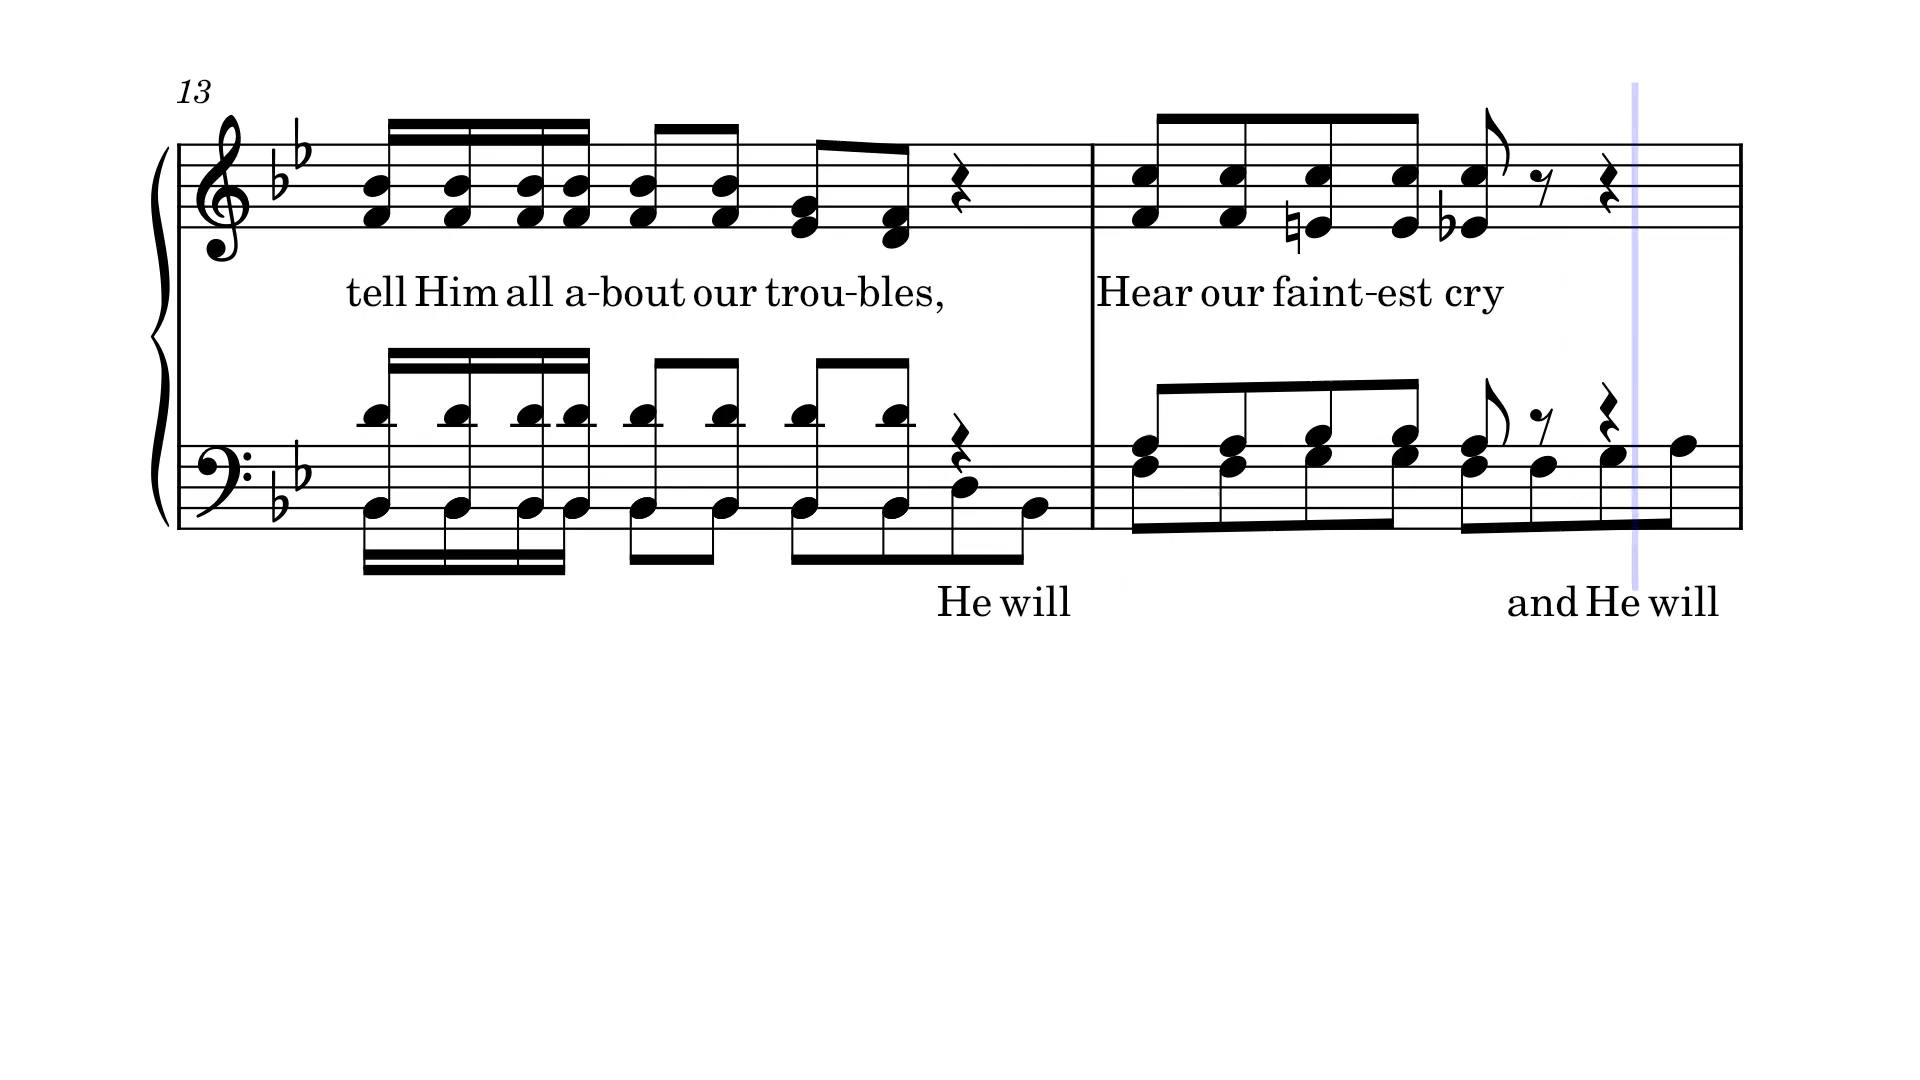 13
tell Him all a-bout our trou-bles, Hear our faint-est cry
He will and He will